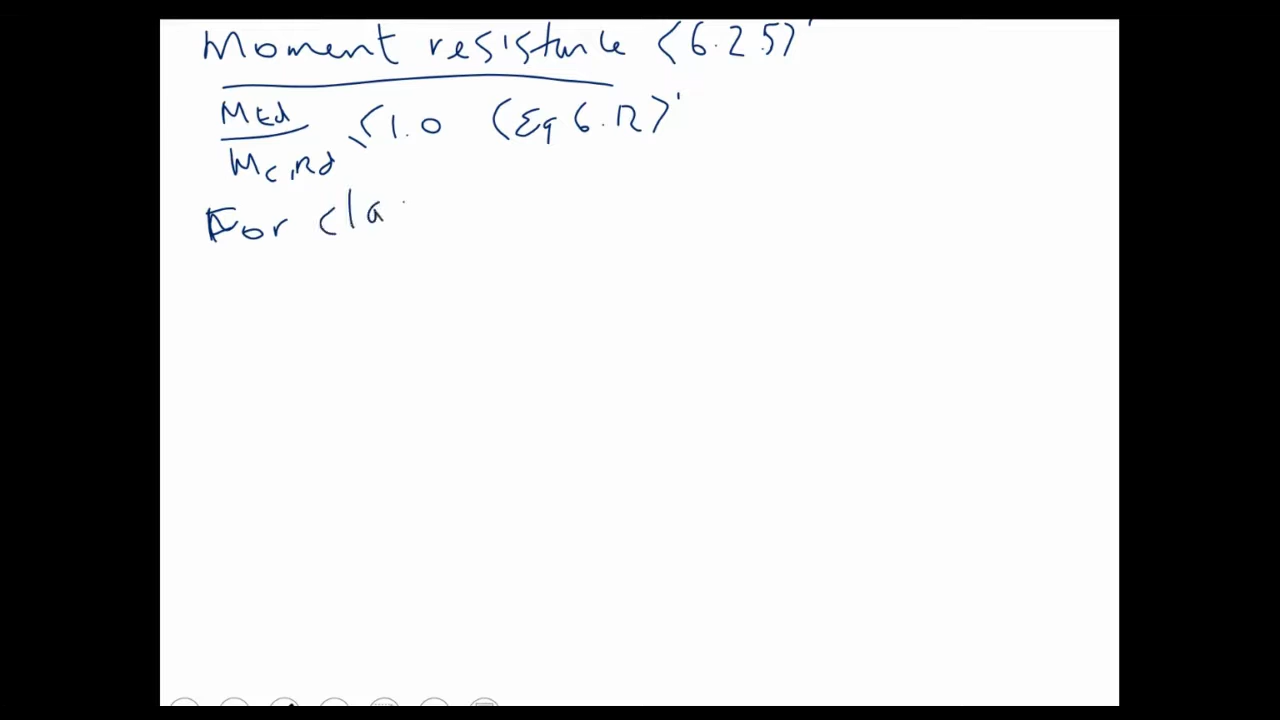 Moment resistance <6.2.5>
MEd
Mc,Rd ≤ 1.0 (Eq 6.12)
For cla